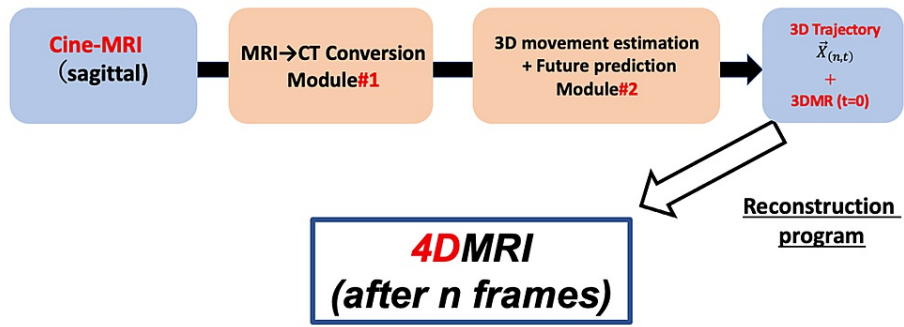 Cine-MRI
（sagittal)
MRI→CT Conversion
Module#1
3D movement estimation
+ Future prediction
Module#2
3D Trajectory
X⃗(n,t)
+
3DMR (t=0)
Reconstruction
program
4DMRI
(after n frames)